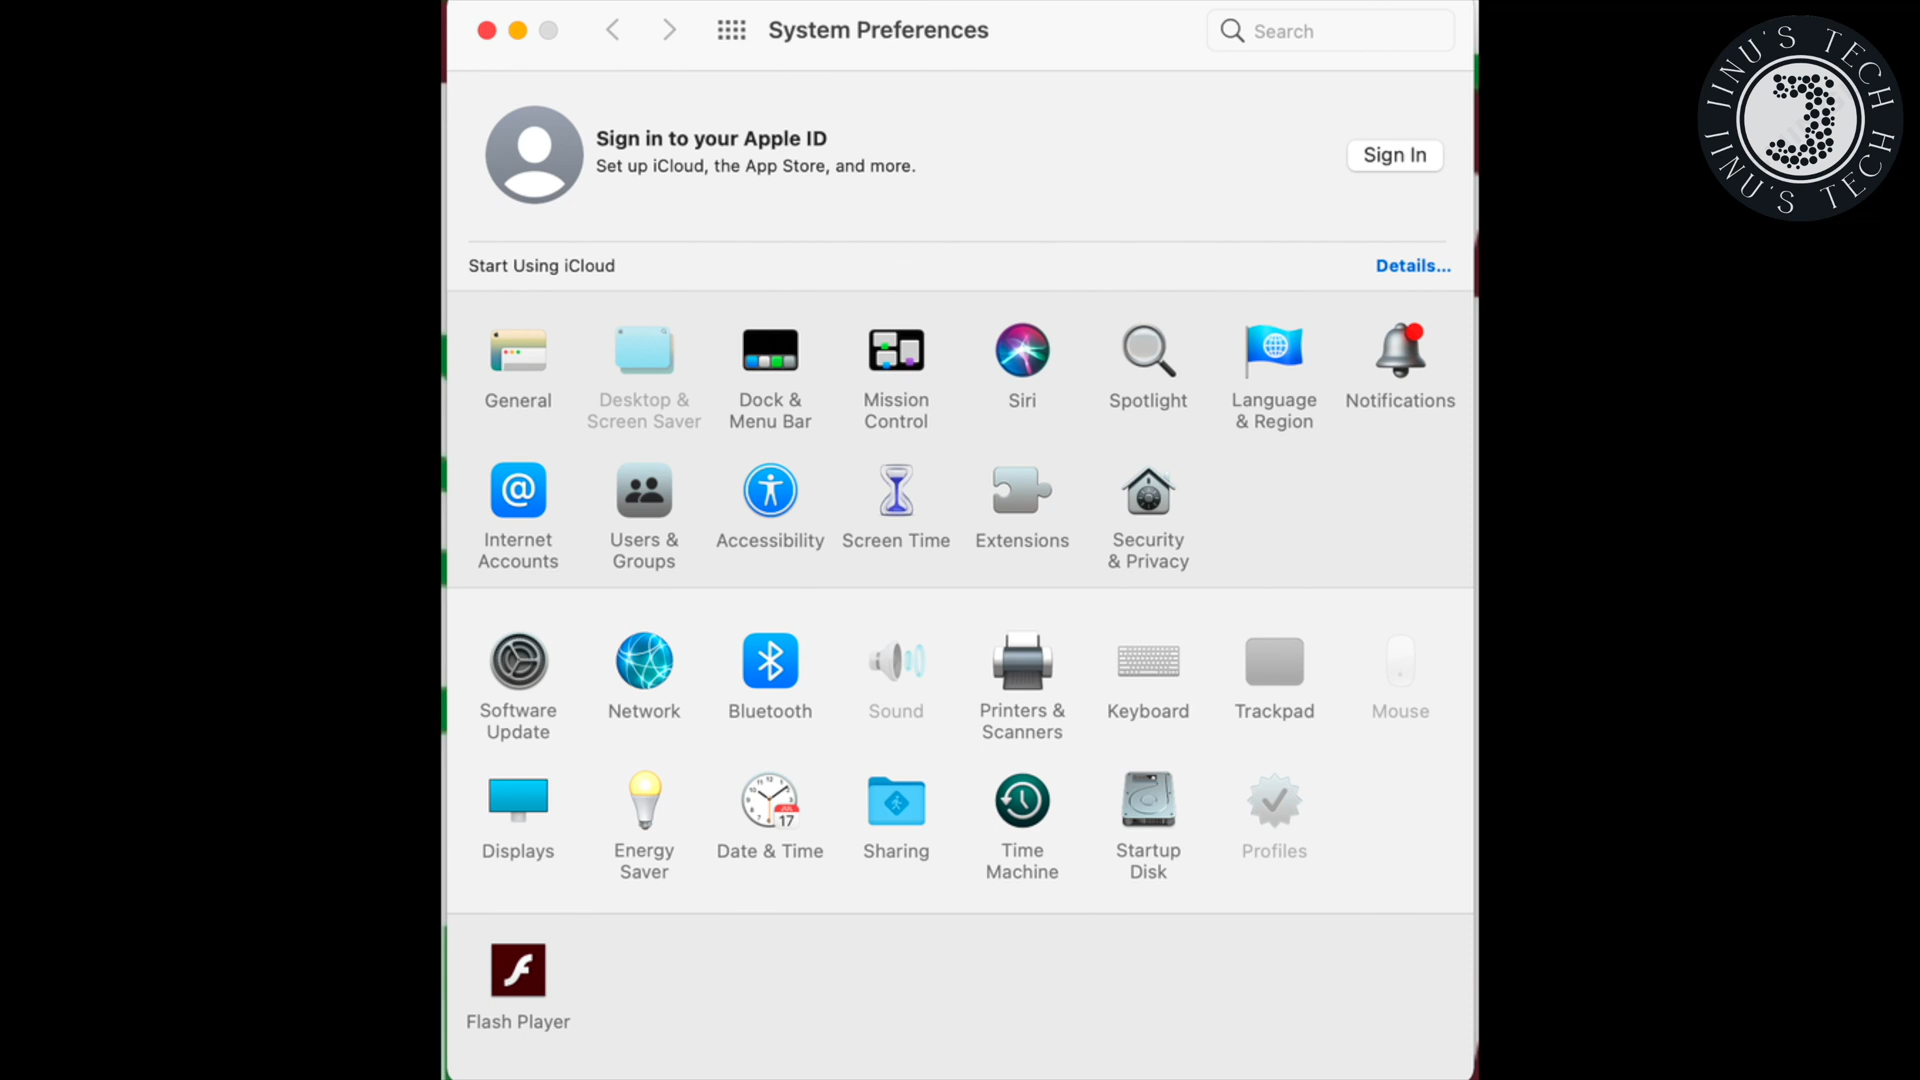 System Preferences
Search
JINU'S TECH
JINU'S TECH
Sign in to your Apple ID
Set up iCloud, the App Store, and more.
Sign In
Start Using iCloud
Details...
General
Desktop &
Screen Saver
Dock &
Menu Bar
Mission
Control
Siri
Spotlight
Language
& Region
Notifications
Internet
Accounts
Users &
Groups
Accessibility
Screen Time
Extensions
Security
& Privacy
Software
Update
Network
Bluetooth
Sound
Printers &
Scanners
Keyboard
Trackpad
Mouse
17
Displays
Energy
Saver
Date & Time
Sharing
Time
Machine
Startup
Disk
Profiles
Flash Player